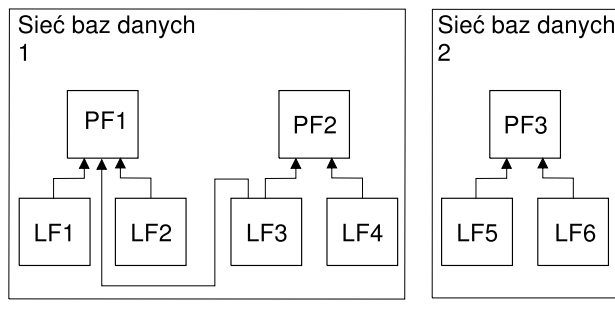 Sieć baz danych
1
PF1
PF2
LF1
LF2
LF3
LF4
Sieć baz danych
2
PF3
LF5
LF6